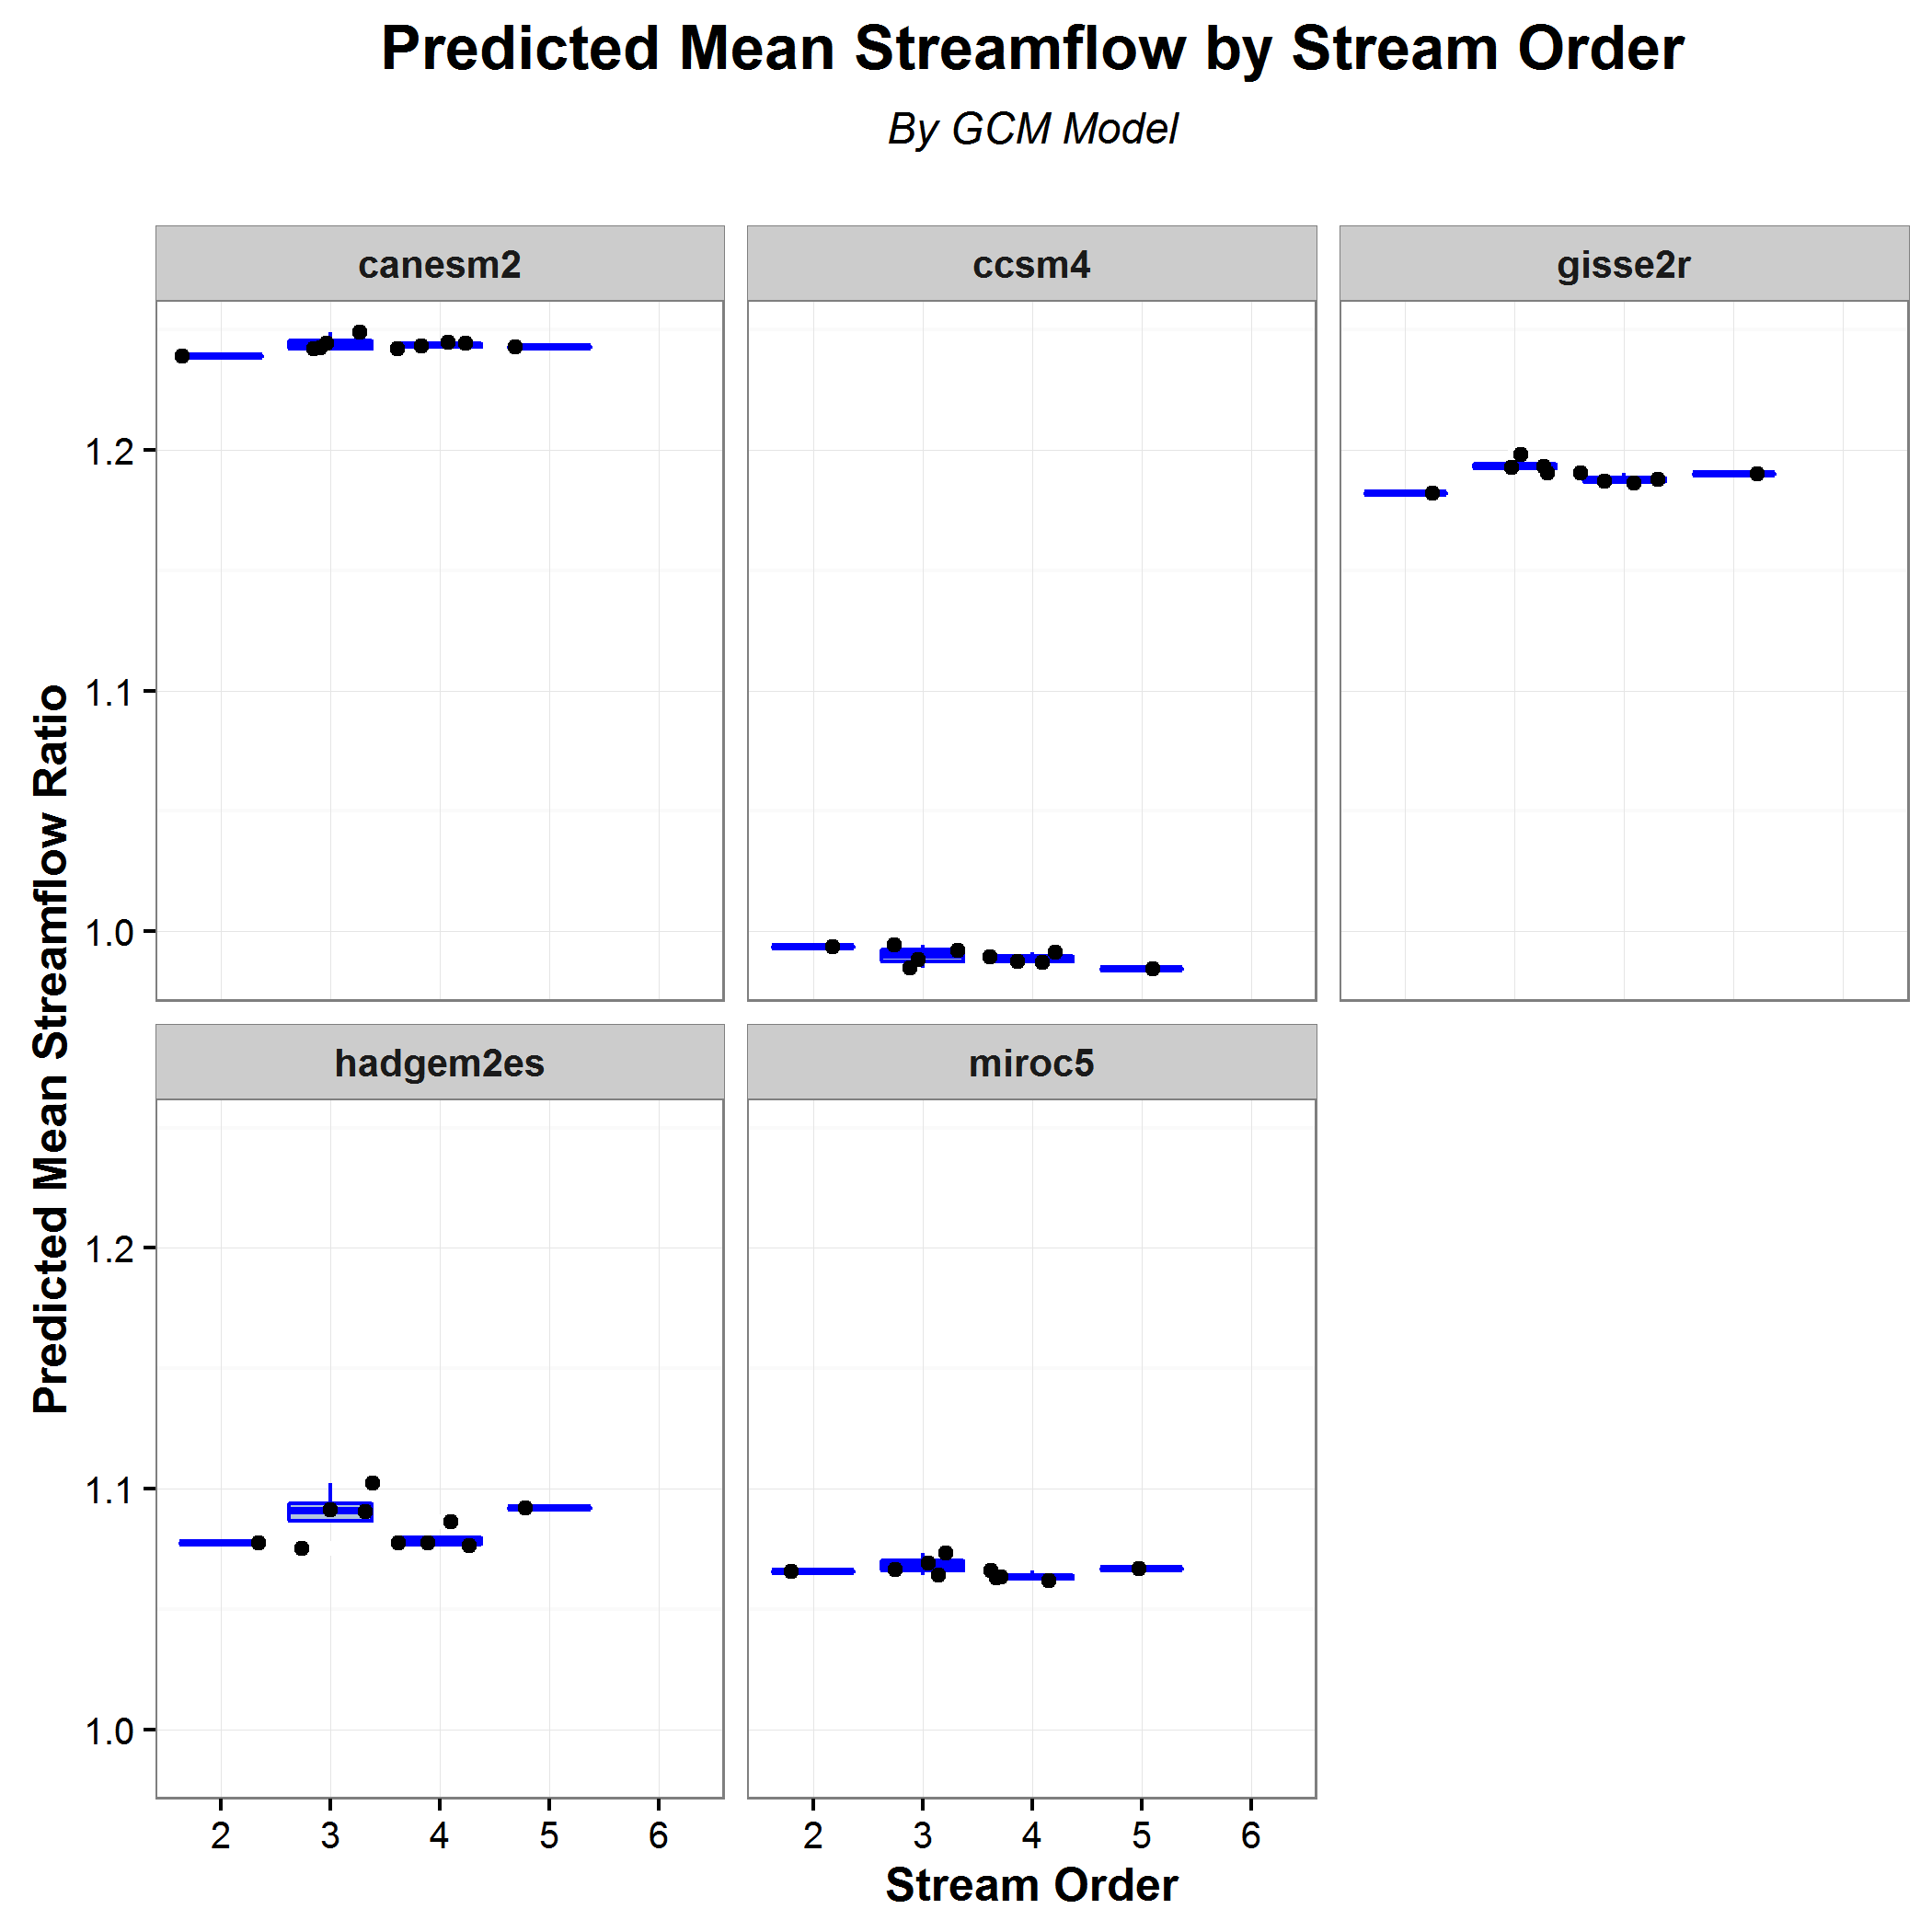 Predicted Mean Streamflow by Stream Order
By GCM Model
canesm2
ccsm4
gisse2r
1.2
1.1
1.0
Predicted Mean Streamflow Ratio
hadgem2es
miroc5
1.2
1.1
1.0
2 3 4 5 6
2 3 4 5 6
Stream Order